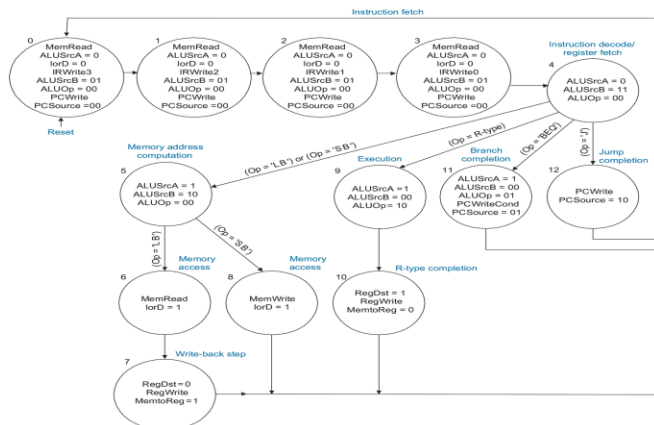 Instruction fetch
0
MemRead
ALUSrcA = 0
IorD = 0
IRWrite3
ALUSrcB = 01
ALUOp = 00
PCWrite
PCSource =00
Reset
1
MemRead
ALUSrcA = 0
IorD = 0
IRWrite2
ALUSrcB = 01
ALUOp = 00
PCWrite
PCSource =00
2
MemRead
ALUSrcA = 0
IorD = 0
IRWrite1
ALUSrcB = 01
ALUOp = 00
PCWrite
PCSource =00
3
MemRead
ALUSrcA = 0
IorD = 0
IRWrite0
ALUSrcB = 01
ALUOp = 00
PCWrite
PCSource =00
Instruction decode/
register fetch
4
ALUSrcA = 0
ALUSrcB = 11
ALUOp = 00
(Op = 'LB') or (Op = 'SB')
(Op = R-type)
(Op = 'BEQ')
(Op = 'J')
Memory address
computation
5
ALUSrcA = 1
ALUSrcB = 10
ALUOp = 00
Execution
9
ALUSrcA =1
ALUSrcB = 00
ALUOp= 10
Branch
completion
11
ALUSrcA = 1
ALUSrcB = 00
ALUOp = 01
PCWriteCond
PCSource = 01
Jump
completion
12
PCWrite
PCSource = 10
(Op = 'LB')
(Op = 'SB')
Memory
access
6
MemRead
IorD = 1
Memory
access
8
MemWrite
IorD = 1
R-type completion
10
RegDst = 1
RegWrite
MemtoReg = 0
Write-back step
7
RegDst=0
RegWrite
MemtoReg=1